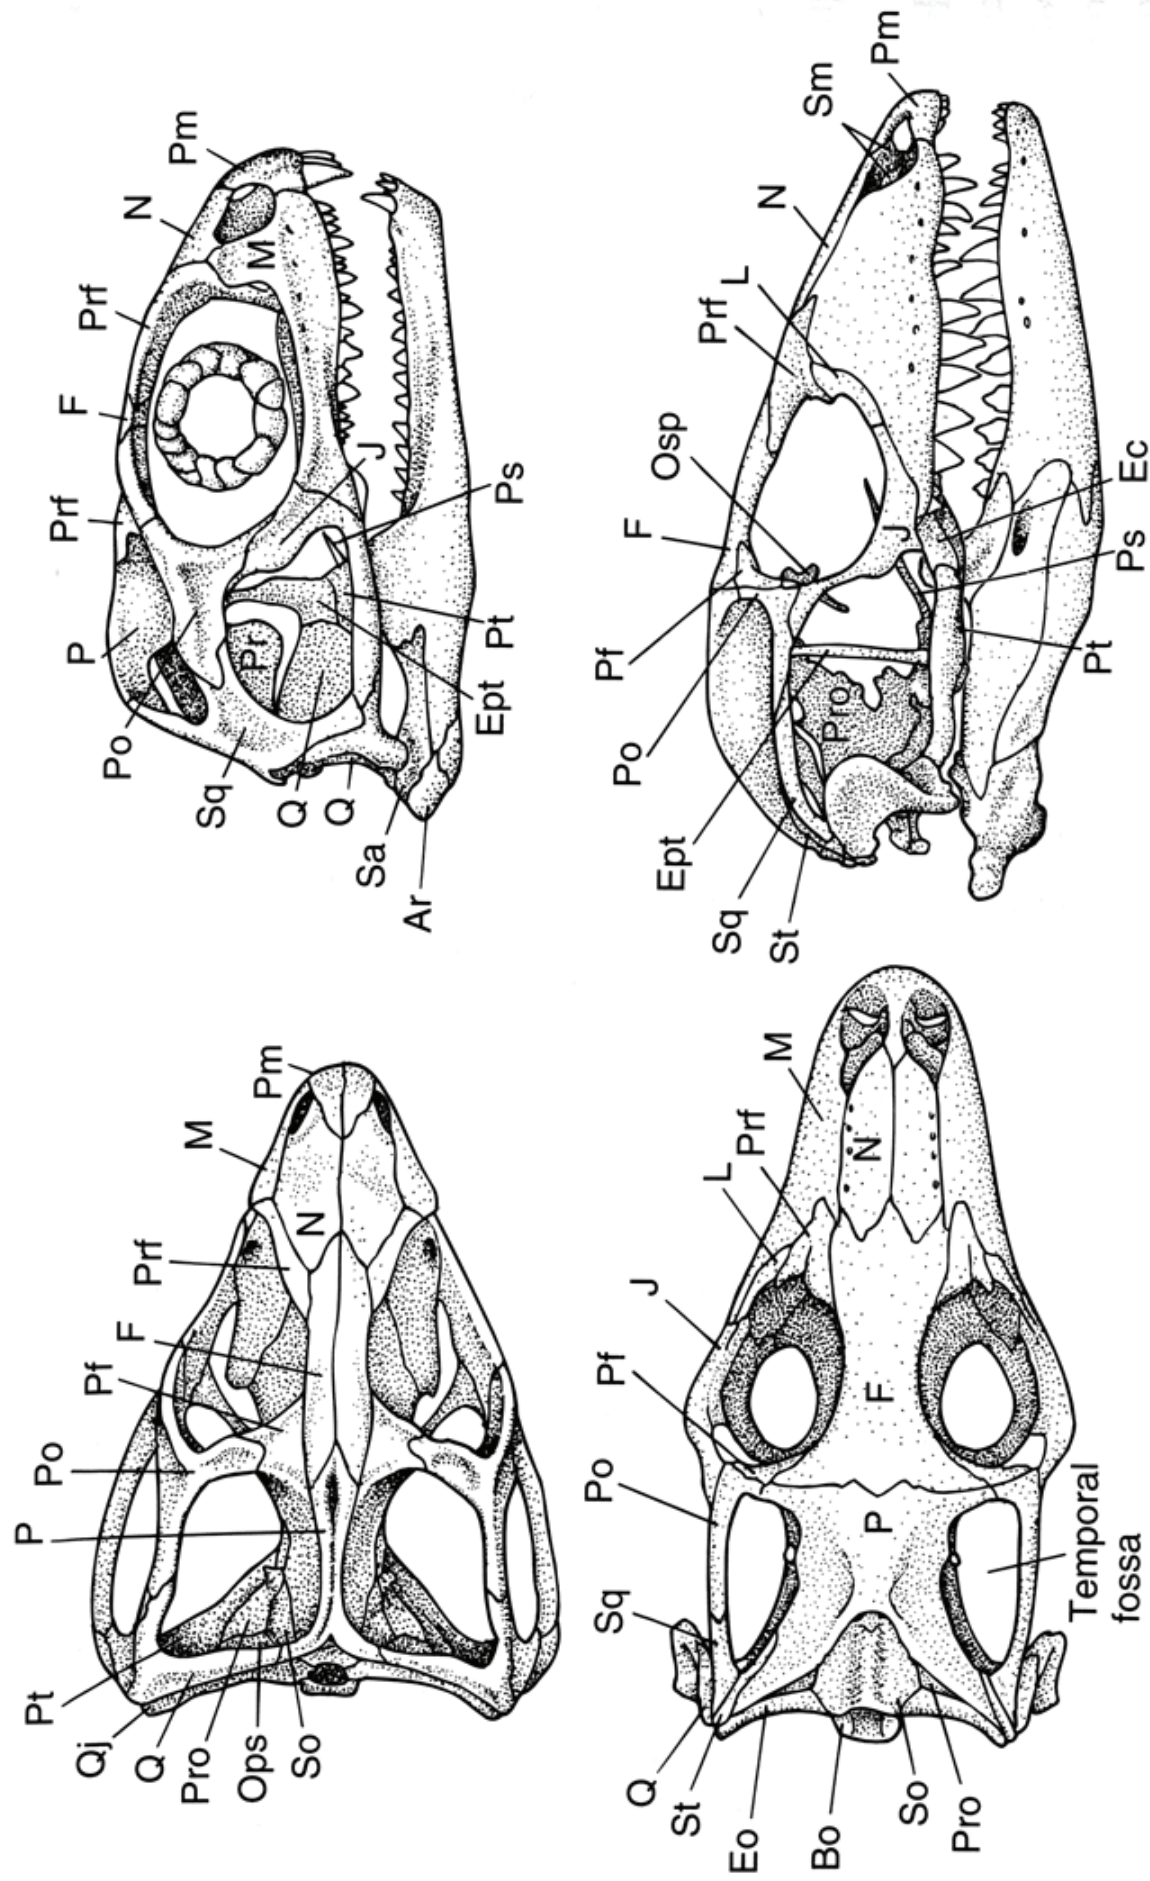 Pt
Qj
Q
Pro
Ops
So
P
Po
Pf
F
Prf
N
M
Pm
P
Po
Sq
Q
Q
Sa
Ar
Prf
F
Prf
N
Pm
M
Pr
J
Ps
Pt
Ept
Q
St
Eo
Bo
So
Pro
Sq
Po
Pf
J
L
Prf
M
N
F
P
Temporal
fossa
St
Sq
Ept
Po
Pf
F
Osp
Prf
L
N
Sm
Pm
Pro
J
Ec
Ps
Pt